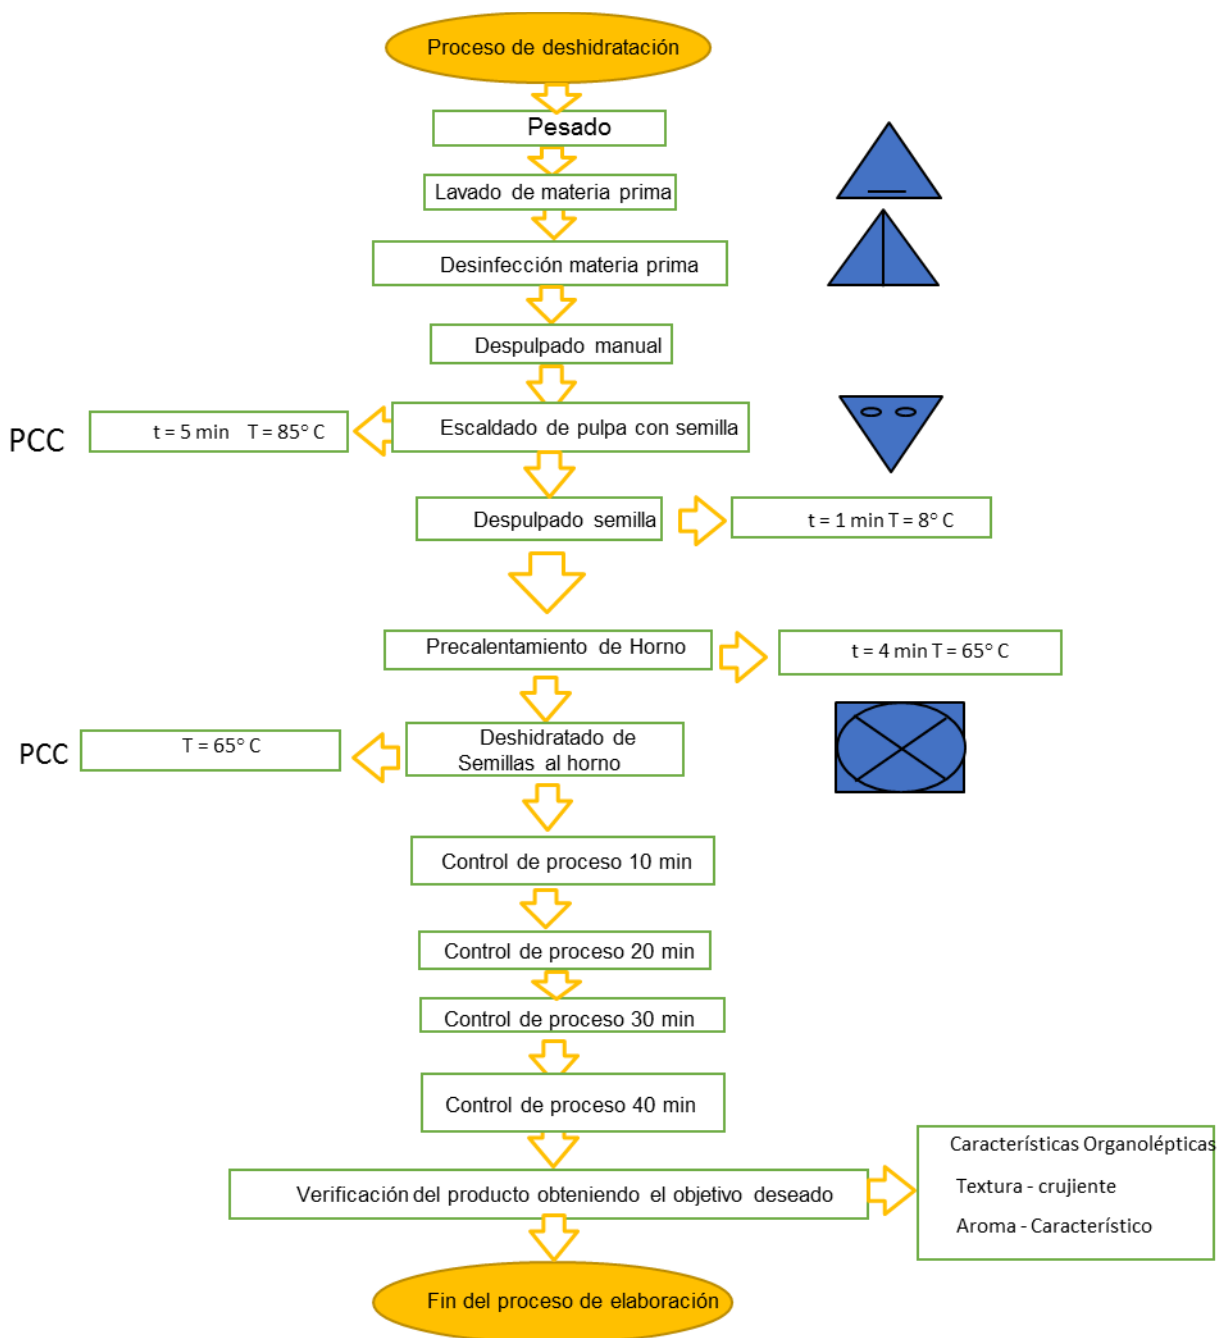 Proceso de deshidratación
Pesado
Lavado de materia prima
Desinfección materia prima
Despulpado manual
PCC
t = 5 min T = 85° C
Escaldado de pulpa con semilla
Despulpado semilla
t = 1 min T = 8° C
Precalentamiento de Horno
t = 4 min T = 65° C
PCC
T = 65° C
Deshidratado de
Semillas al horno
Control de proceso 10 min
Control de proceso 20 min
Control de proceso 30 min
Control de proceso 40 min
Verificación del producto obteniendo el objetivo deseado
Características Organolépticas
Textura - crujiente
Aroma - Característico
Fin del proceso de elaboración